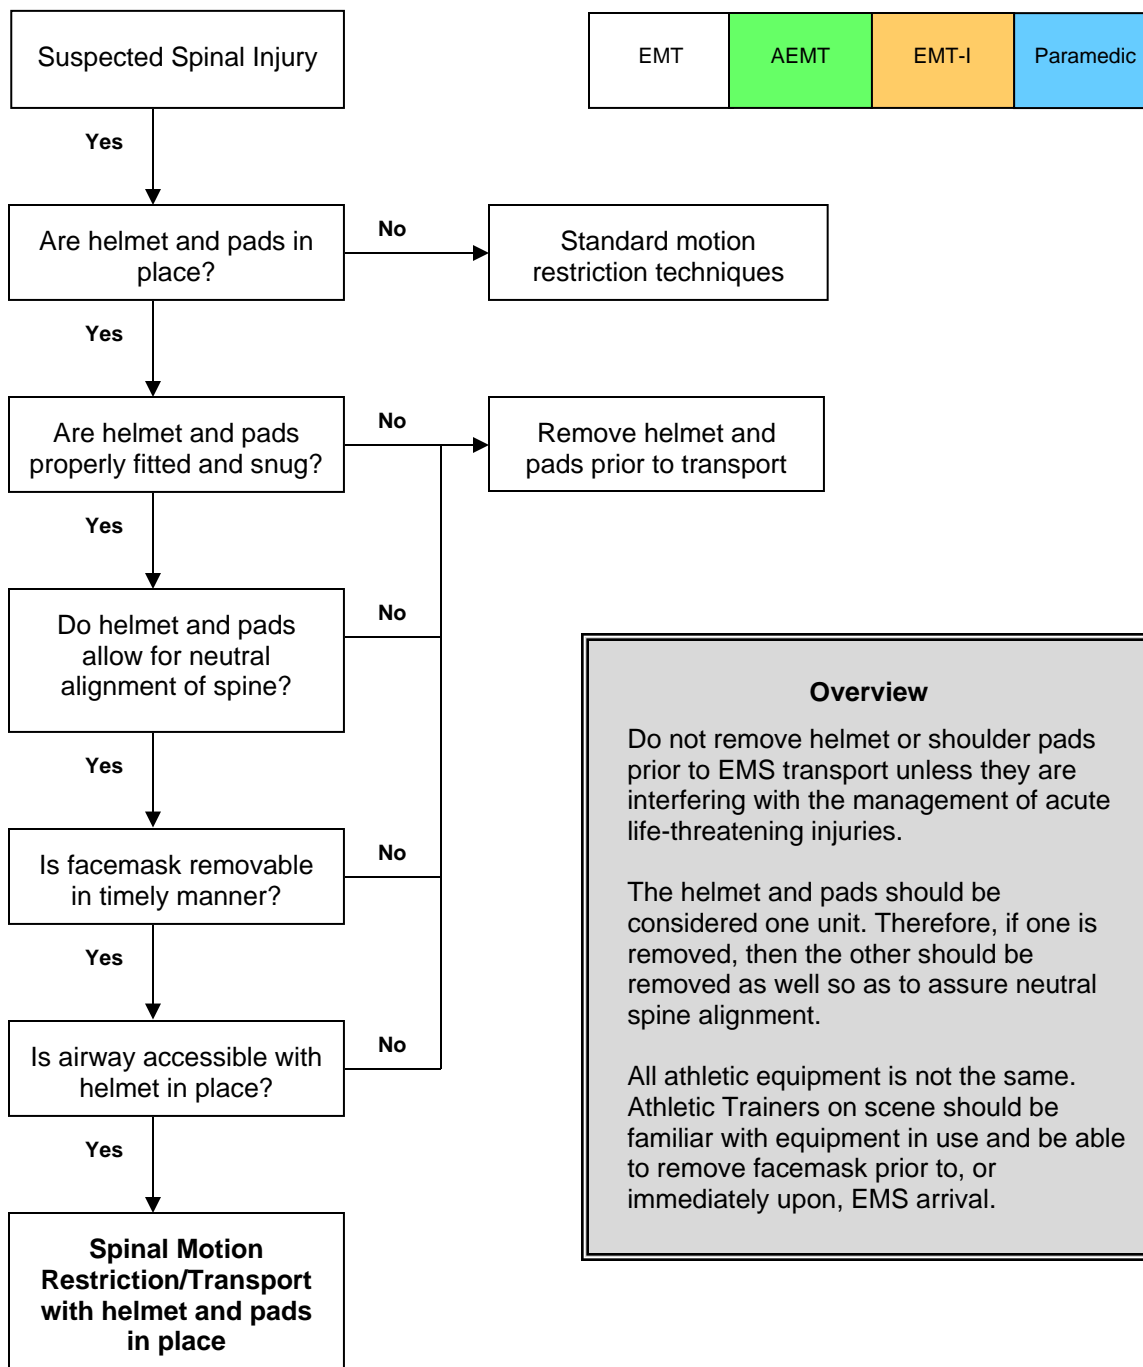 Suspected Spinal Injury
EMT
AEMT
EMT-I
Paramedic
Yes
Are helmet and pads in
place?
No
Standard motion
restriction techniques
Yes
Are helmet and pads
properly fitted and snug?
No
Remove helmet and
pads prior to transport
Yes
Do helmet and pads
allow for neutral
alignment of spine?
No
Yes
Is facemask removable
in timely manner?
No
Yes
Is airway accessible with
helmet in place?
No
Yes
Spinal Motion
Restriction/Transport
with helmet and pads
in place
Overview
Do not remove helmet or shoulder pads
prior to EMS transport unless they are
interfering with the management of acute
life-threatening injuries.
The helmet and pads should be
considered one unit. Therefore, if one is
removed, then the other should be
removed as well so as to assure neutral
spine alignment.
All athletic equipment is not the same.
Athletic Trainers on scene should be
familiar with equipment in use and be able
to remove facemask prior to, or
immediately upon, EMS arrival.